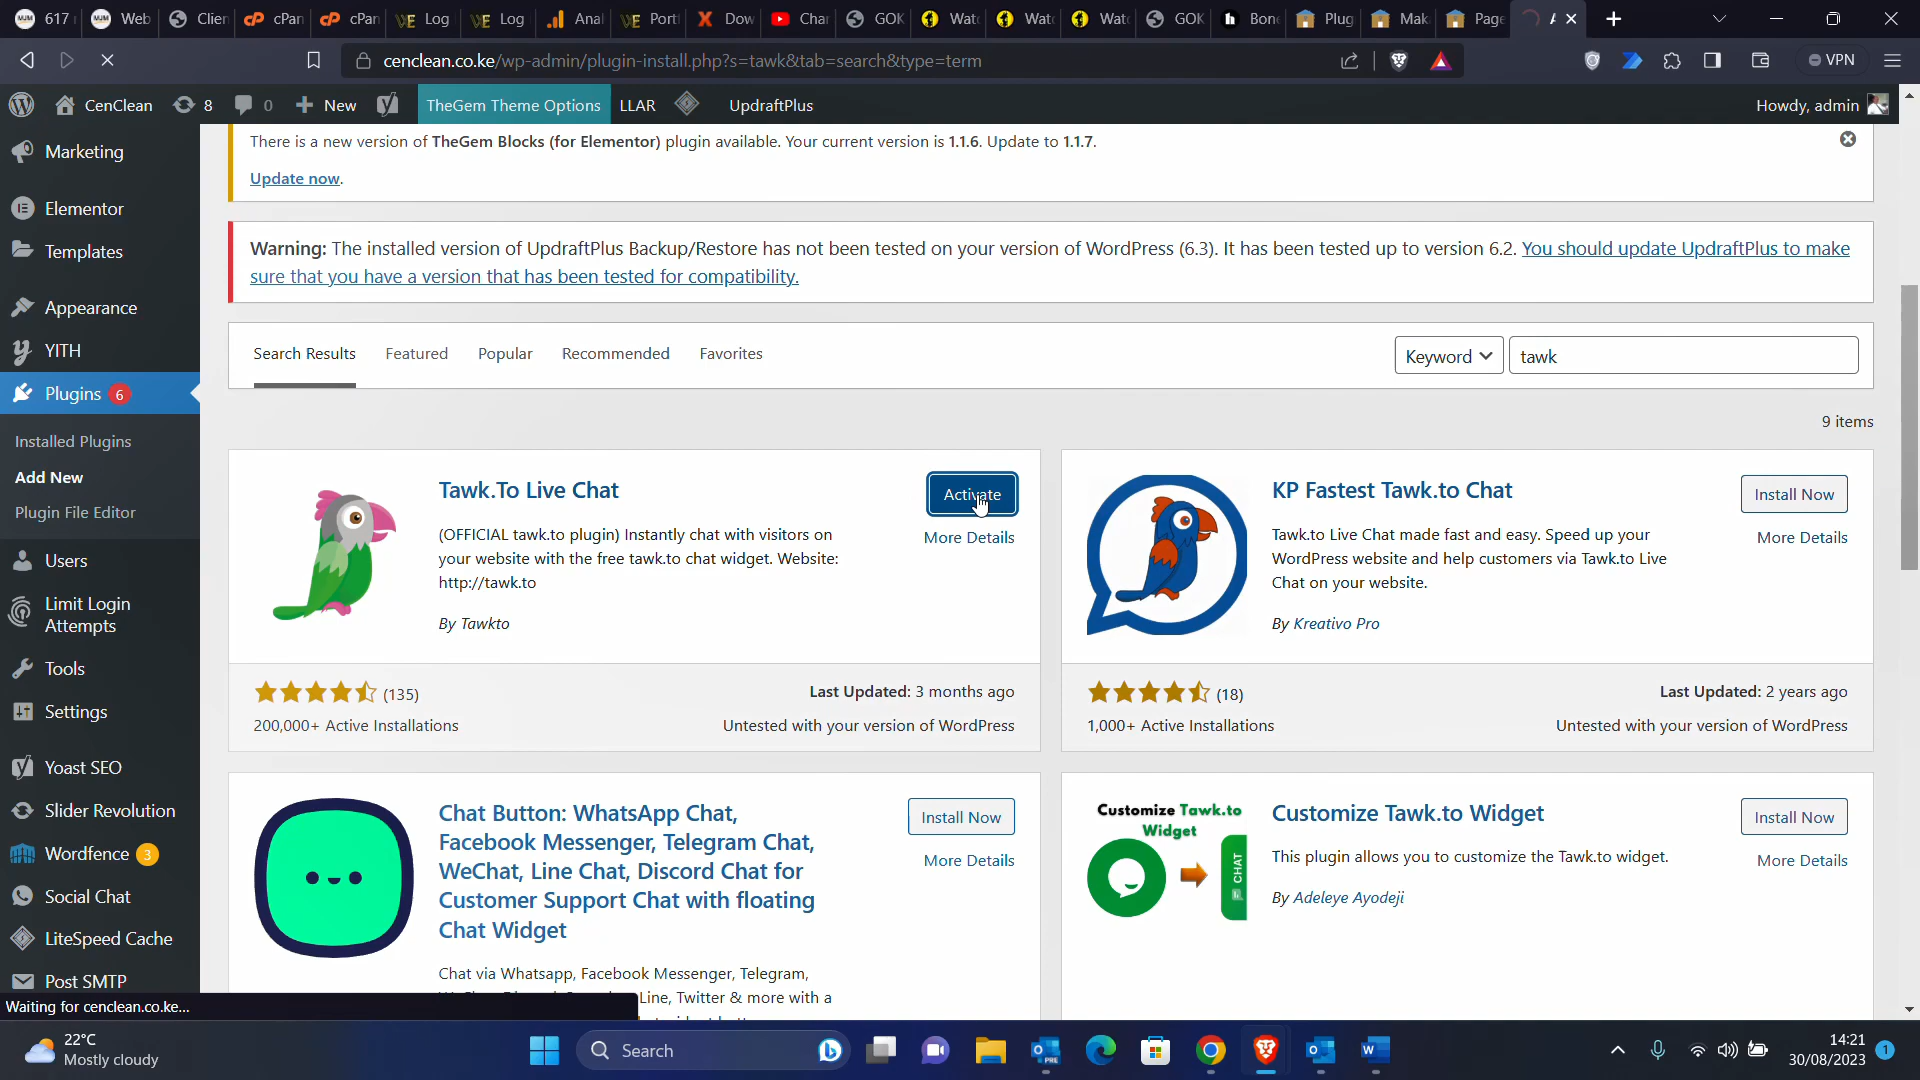 617
Web
Clien
cPan
cPan
Log
Log
Anal
Port
Dow
Char
GOK
Watc
Watc
Watc
GOK
Bone
Plug
Mak
Page
cenclean.co.ke/wp-admin/plugin-install.php?s=tawk&tab=search&type=term
VPN
CenClean
8
0
New
TheGem Theme Options
LLAR
UpdraftPlus
Howdy, admin
Marketing
Elementor
Templates
Appearance
YITH
Plugins 6
Installed Plugins
Add New
Plugin File Editor
Users
Limit Login
Attempts
Tools
Settings
Yoast SEO
Slider Revolution
Wordfence 3
Social Chat
LiteSpeed Cache
Post SMTP
Waiting for cenclean.co.ke...
There is a new version of TheGem Blocks (for Elementor) plugin available. Your current version is 1.1.6. Update to 1.1.7.
Update now.
Warning: The installed version of UpdraftPlus Backup/Restore has not been tested on your version of WordPress (6.3). It has been tested up to version 6.2. You should update UpdraftPlus to make
sure that you have a version that has been tested for compatibility.
Search Results
Featured
Popular
Recommended
Favorites
Keyword
tawk
9 items
Tawk.To Live Chat
Activate
More Details
(OFFICIAL tawk.to plugin) Instantly chat with visitors on
your website with the free tawk.to chat widget. Website:
http://tawk.to
By Tawkto
(135)
200,000+ Active Installations
Last Updated: 3 months ago
Untested with your version of WordPress
KP Fastest Tawk.to Chat
Install Now
More Details
Tawk.to Live Chat made fast and easy. Speed up your
WordPress website and help customers via Tawk.to Live
Chat on your website.
By Kreativo Pro
(18)
1,000+ Active Installations
Last Updated: 2 years ago
Untested with your version of WordPress
Chat Button: WhatsApp Chat,
Facebook Messenger, Telegram Chat,
WeChat, Line Chat, Discord Chat for
Customer Support Chat with floating
Chat Widget
Install Now
More Details
Chat via Whatsapp, Facebook Messenger, Telegram,
Line, Twitter & more with a
Customize Tawk.to
Widget
CHAT
Customize Tawk.to Widget
Install Now
More Details
This plugin allows you to customize the Tawk.to widget.
By Adeleye Ayodeji
22°C
Mostly cloudy
Search
PRE
14:21
30/08/2023
1